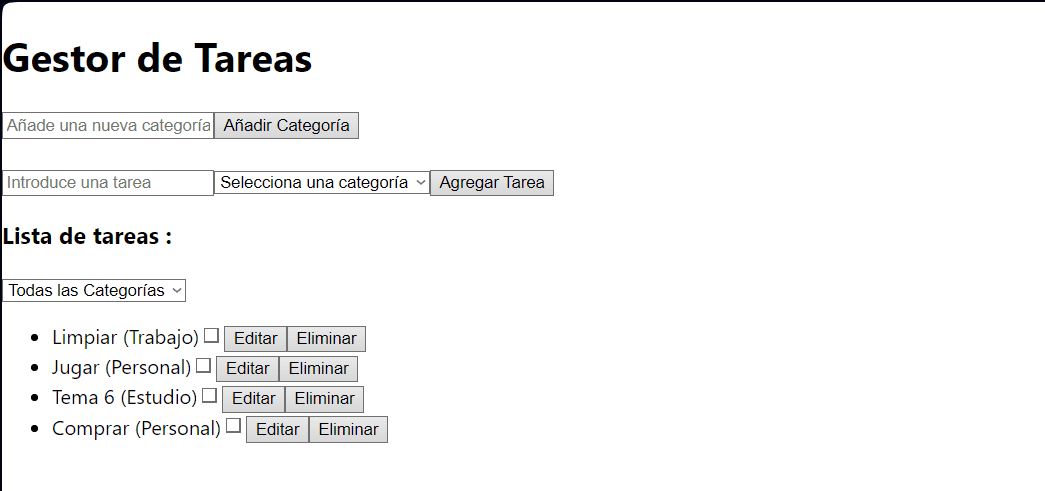 Gestor de Tareas
Añade una nueva categoría Añadir Categoría
Introduce una tarea Selecciona una categoría Agregar Tarea
Lista de tareas :
Todas las Categorías
Limpiar (Trabajo) Editar Eliminar
Jugar (Personal) Editar Eliminar
Tema 6 (Estudio) Editar Eliminar
Comprar (Personal) Editar Eliminar